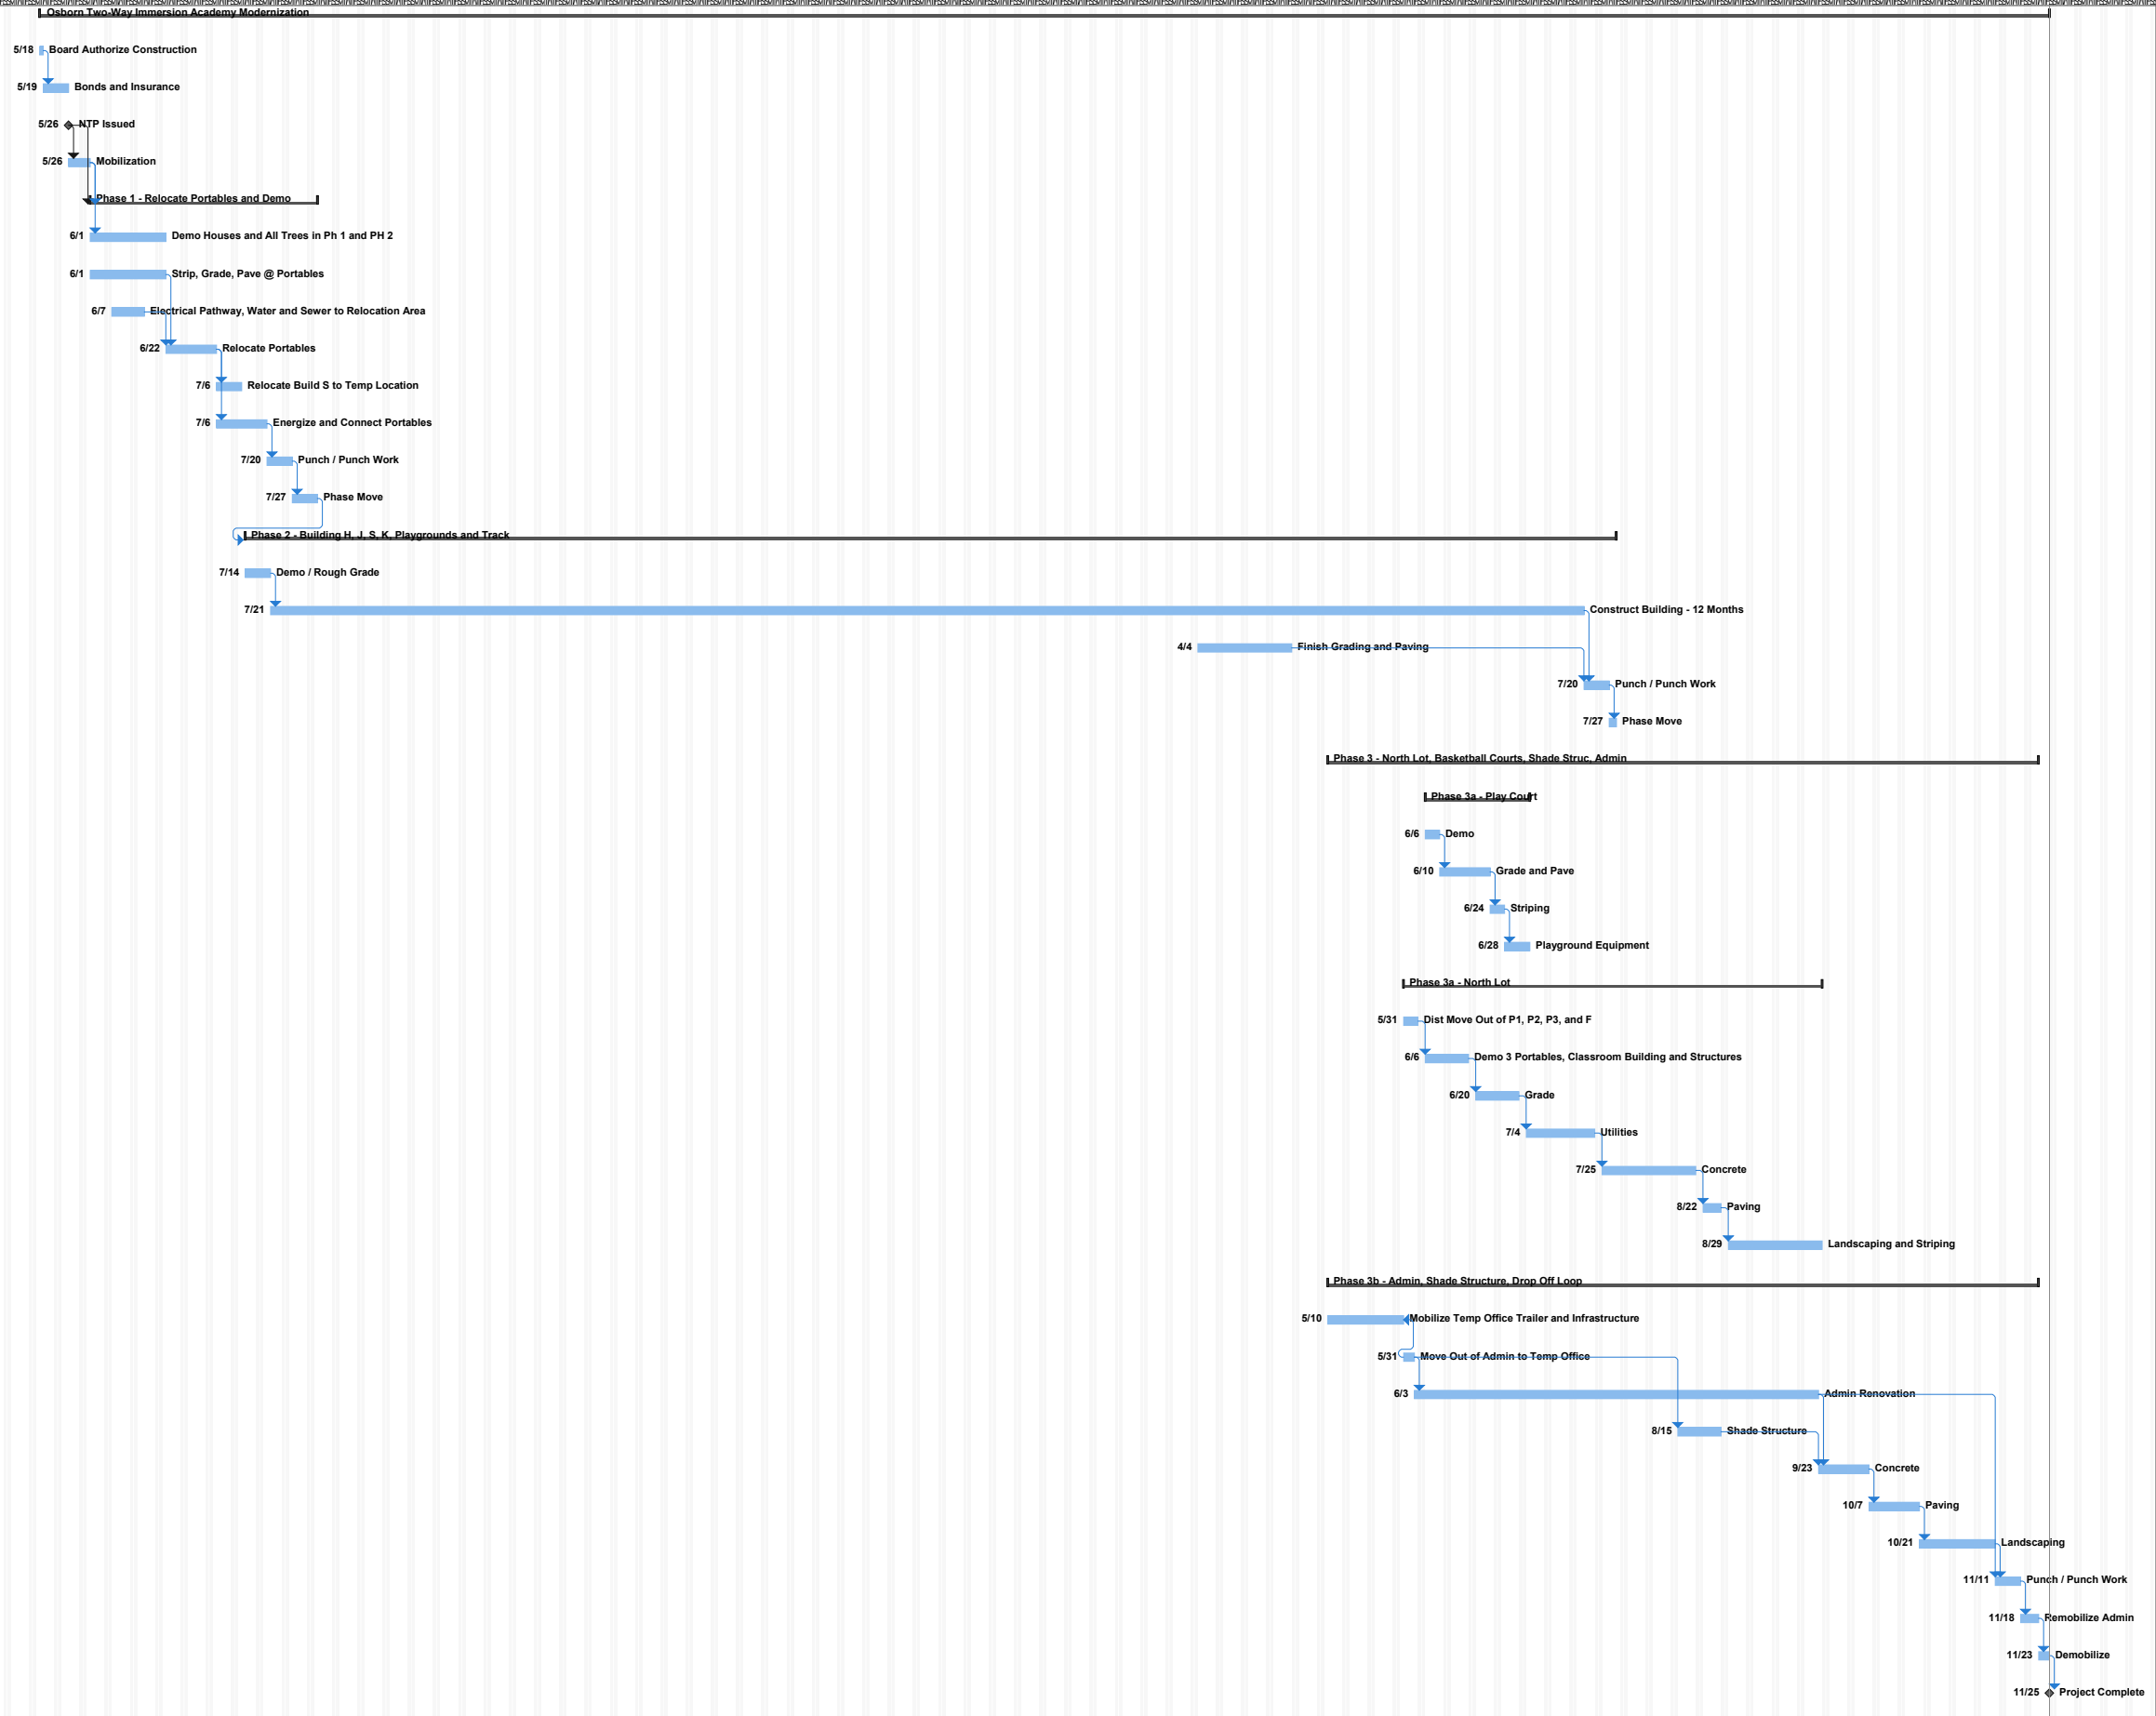 Osborn Two-Way Immersion Academy Modernization
5/18 Board Authorize Construction
5/19 Bonds and Insurance
5/26 NTP Issued
5/26 Mobilization
Phase 1 - Relocate Portables and Demo
6/1 Demo Houses and All Trees in Ph 1 and PH 2
6/1 Strip, Grade, Pave @ Portables
6/7 Electrical Pathway, Water and Sewer to Relocation Area
6/22 Relocate Portables
7/6 Relocate Build S to Temp Location
7/6 Energize and Connect Portables
7/20 Punch / Punch Work
7/27 Phase Move
Phase 2 - Building H, J, S, K, Playgrounds and Track
7/14 Demo / Rough Grade
7/21 Construct Building - 12 Months
4/4 Finish Grading and Paving
7/20 Punch / Punch Work
7/27 Phase Move
Phase 3 - North Lot, Basketball Courts, Shade Struc, Admin
Phase 3a - Play Court
6/6 Demo
6/10 Grade and Pave
6/24 Striping
6/28 Playground Equipment
Phase 3a - North Lot
5/31 Dist Move Out of P1, P2, P3, and F
6/6 Demo 3 Portables, Classroom Building and Structures
6/20 Grade
7/4 Utilities
7/25 Concrete
8/22 Paving
8/29 Landscaping and Striping
Phase 3b - Admin, Shade Structure, Drop Off Loop
5/10 Mobilize Temp Office Trailer and Infrastructure
5/31 Move Out of Admin to Temp Office
6/3 Admin Renovation
8/15 Shade Structure
9/23 Concrete
10/7 Paving
10/21 Landscaping
11/11 Punch / Punch Work
11/18 Remobilize Admin
11/23 Demobilize
11/25 Project Complete